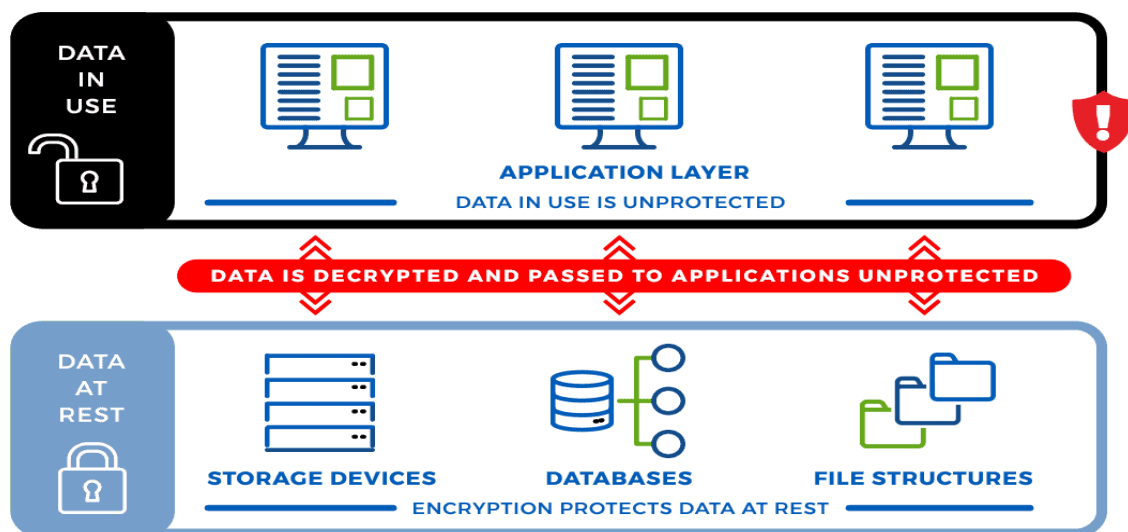 DATA
IN
USE
APPLICATION LAYER
DATA IN USE IS UNPROTECTED
DATA IS DECRYPTED AND PASSED TO APPLICATIONS UNPROTECTED
DATA
AT
REST
STORAGE DEVICES
DATABASES
FILE STRUCTURES
ENCRYPTION PROTECTS DATA AT REST